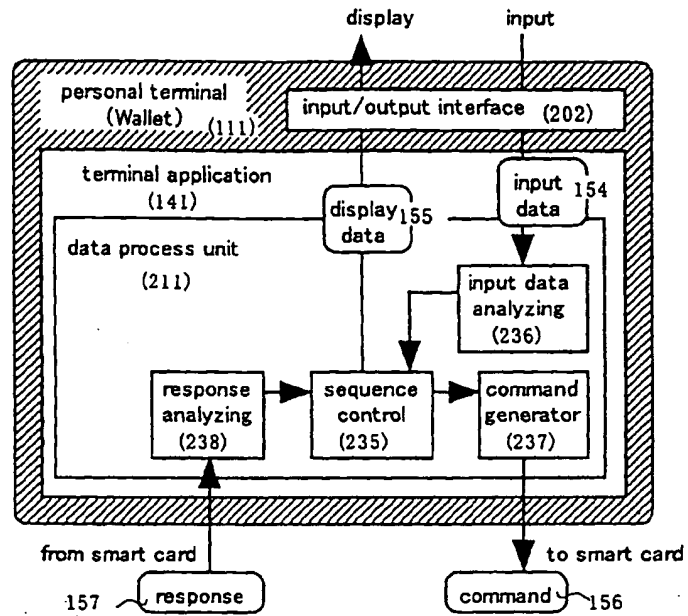 display
input
personal terminal
(Wallet)
(111)
input/output interface (202)
terminal application
(141)
display
data
155
input
data
154
data process unit
(211)
input data
analyzing
(236)
response
analyzing
(238)
sequence
control
(235)
command
generator
(237)
from smart card
to smart card
157
response
command
156